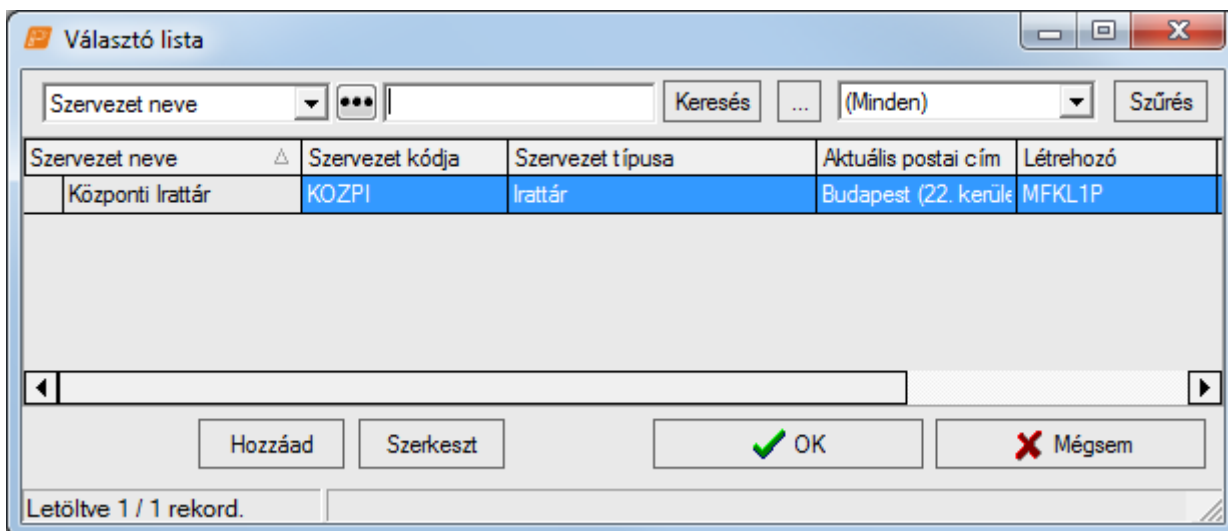 Választó lista
Szervezet neve ••• Keresés ... (Minden) Szűrés
Szervezet neve Szervezet kódja Szervezet típusa Aktuális postai cím Létrehozó
Központi Irattár KOZPI Irattár Budapest (22. kerüle MFKL1P
Hozzáad Szerkeszt OK Mégsem
Letöltve 1 / 1 rekord.